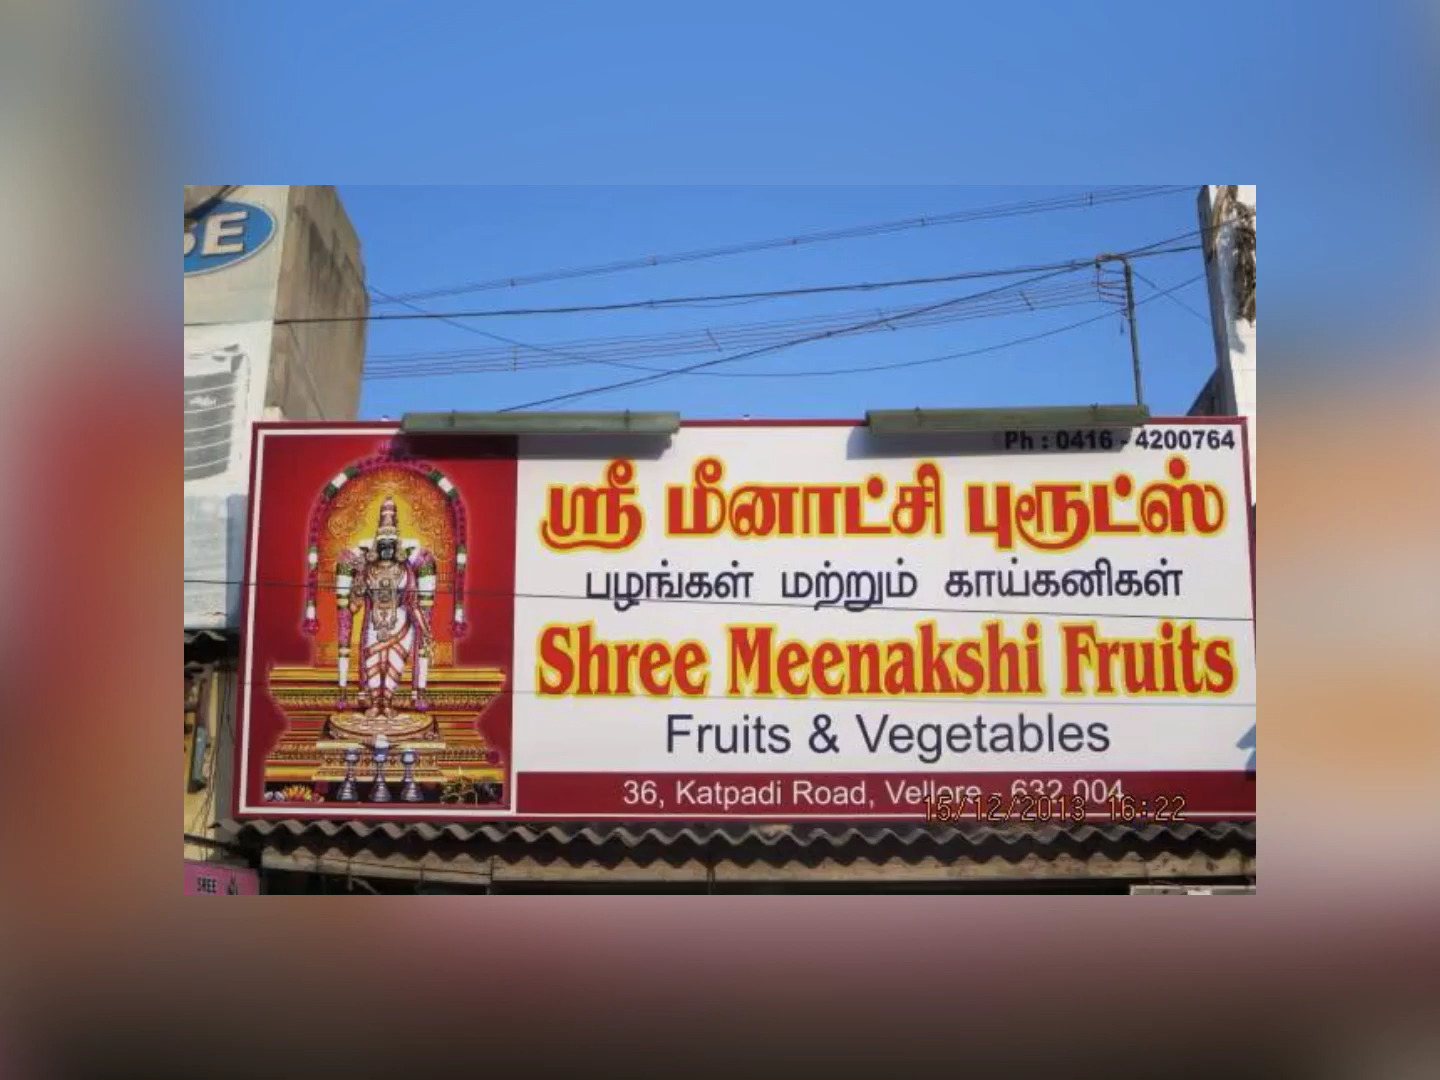 Ph : 0416 - 4200764
ஸ்ரீ மீனாட்சி புரூட்ஸ்
பழங்கள் மற்றும் காய்கனிகள்
Shree Meenakshi Fruits
Fruits & Vegetables
36, Katpadi Road, Vellore - 632 004
15/12/2013 16:22
SREE